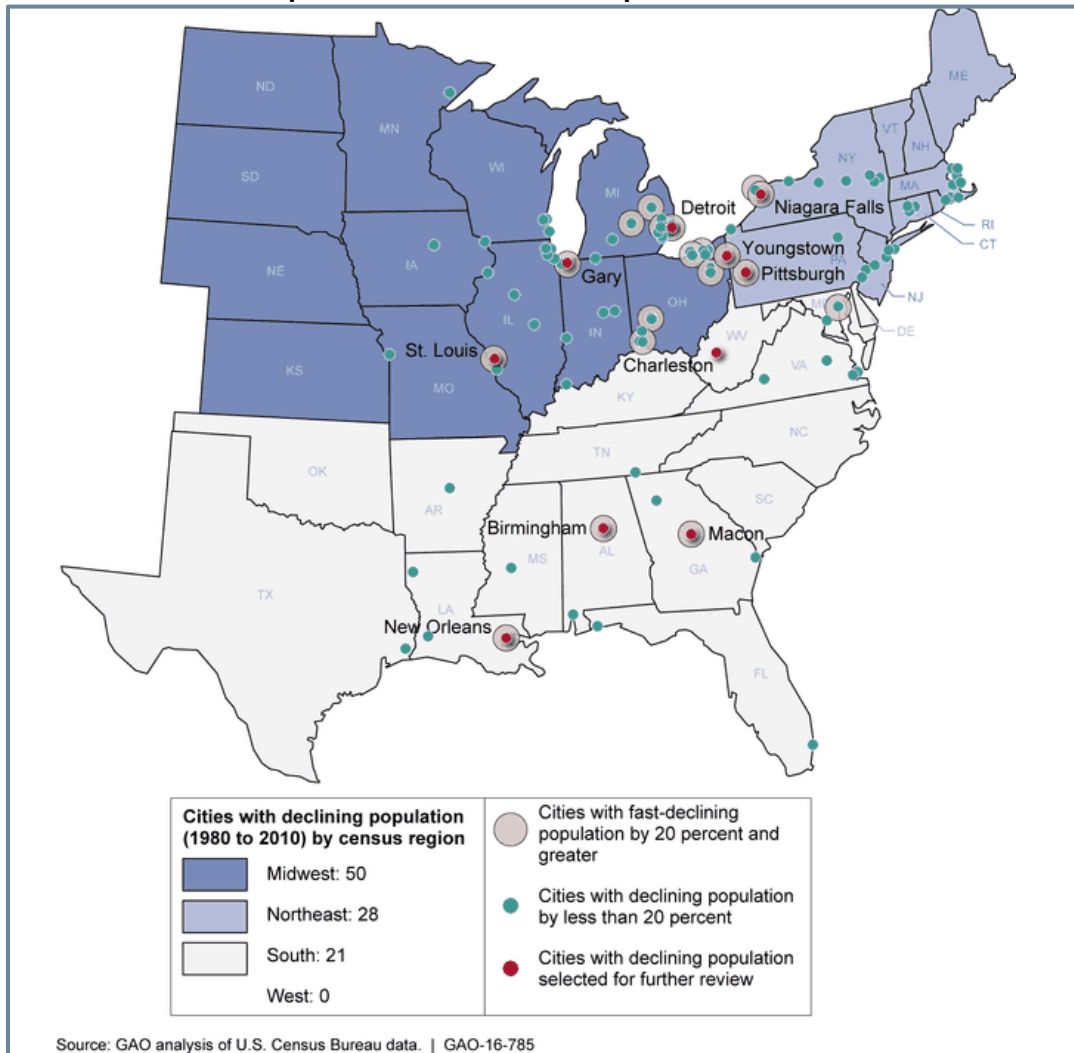 ND
MN
ME
VT
NH
NY
WI
SD
MI
MA
Detroit
Niagara Falls
RI
CT
Youngstown
IA
PA
Pittsburgh
NE
Gary
OH
NJ
IL
IN
DE
WV
St. Louis
Charleston
VA
KS
MO
KY
NC
TN
OK
AR
SC
Birmingham
Macon
MS
AL
GA
TX
LA
New Orleans
FL
Cities with declining population
(1980 to 2010) by census region
Midwest: 50
Northeast: 28
South: 21
West: 0
Cities with fast-declining
population by 20 percent and
greater
Cities with declining population
by less than 20 percent
Cities with declining population
selected for further review
Source: GAO analysis of U.S. Census Bureau data. | GAO-16-785